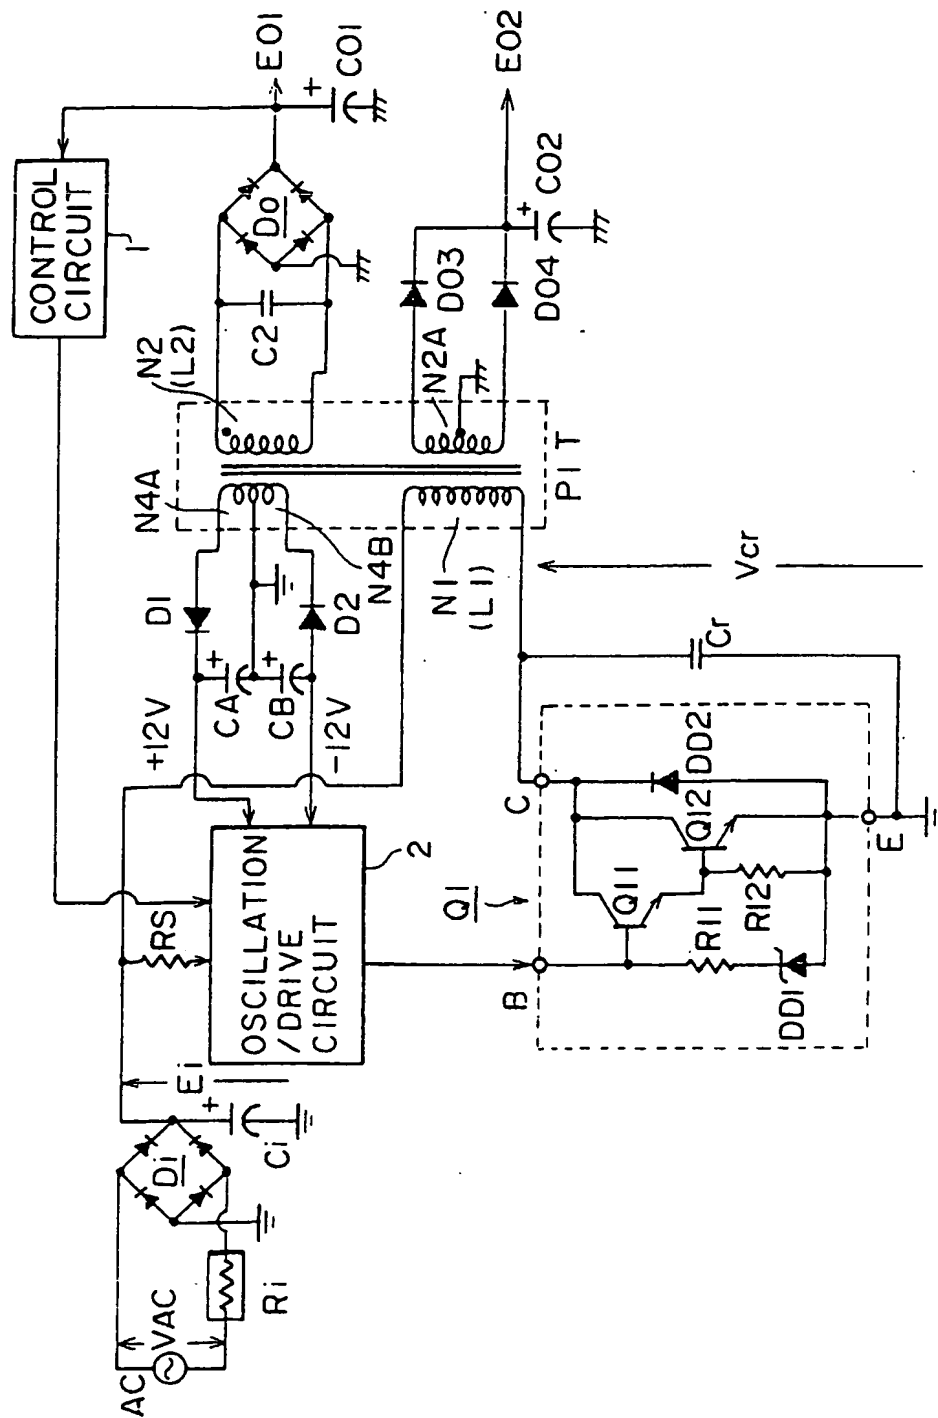 AC
VAC
Ri
Di
Ci
+
Ei
RS
OSCILLATION
/DRIVE
CIRCUIT
2
+12V
-12V
CA
+
CB
+
D1
D2
N4A
N4B
N1
(L1)
PIT
N2
(L2)
N2A
C2
Do
CONTROL
CIRCUIT
1
EO1
+
CO1
DO3
DO4
EO2
+
CO2
Vcr
Cr
Q1
B
C
E
Q11
Q12
R11
R12
DD1
DD2